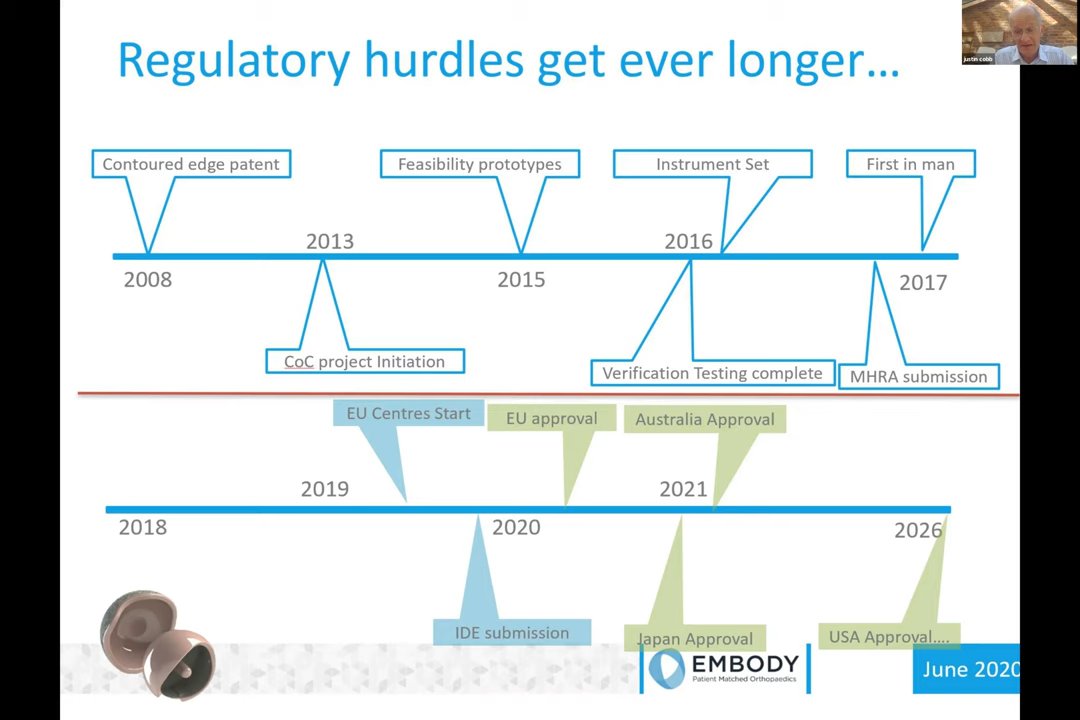 Regulatory hurdles get ever longer…
justin cobb
Contoured edge patent
Feasibility prototypes
Instrument Set
First in man
2013
2016
2008
2015
2017
CoC project Initiation
Verification Testing complete
MHRA submission
EU Centres Start
EU approval
Australia Approval
2019
2021
2018
2020
2026
IDE submission
Japan Approval
USA Approval....
EMBODY
Patient Matched Orthopaedics
June 2020